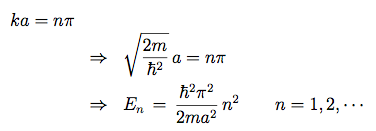 ka = nπ
⇒ √(2m/ħ²) a = nπ
⇒ Eₙ = ħ²π²/2ma² n² n = 1, 2, ⋯